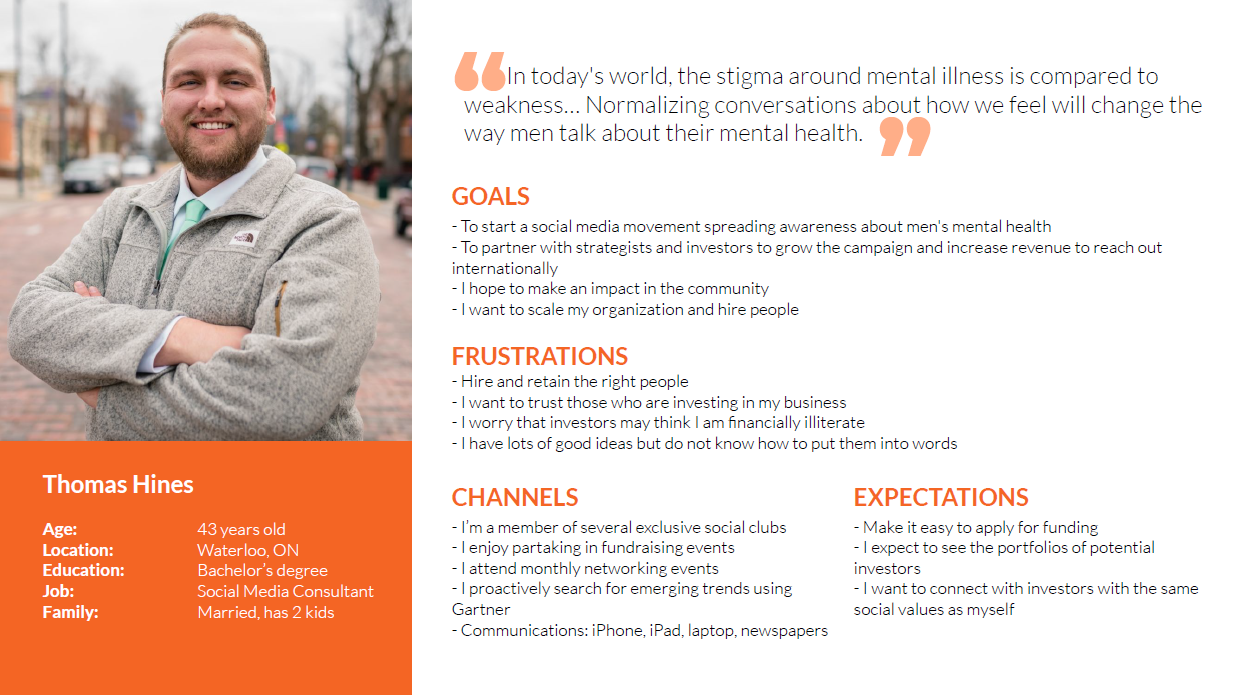 In today's world, the stigma around mental illness is compared to
weakness... Normalizing conversations about how we feel will change the
way men talk about their mental health.
GOALS
- To start a social media movement spreading awareness about men's mental health
- To partner with strategists and investors to grow the campaign and increase revenue to reach out
internationally
- I hope to make an impact in the community
- I want to scale my organization and hire people
FRUSTRATIONS
- Hire and retain the right people
- I want to trust those who are investing in my business
- I worry that investors may think I am financially illiterate
- I have lots of good ideas but do not know how to put them into words
Thomas Hines
Age: 43 years old
Location: Waterloo, ON
Education: Bachelor’s degree
Job: Social Media Consultant
Family: Married, has 2 kids
CHANNELS
- I’m a member of several exclusive social clubs
- I enjoy partaking in fundraising events
- I attend monthly networking events
- I proactively search for emerging trends using
Gartner
- Communications: iPhone, iPad, laptop, newspapers
EXPECTATIONS
- Make it easy to apply for funding
- I expect to see the portfolios of potential
investors
- I want to connect with investors with the same
social values as myself